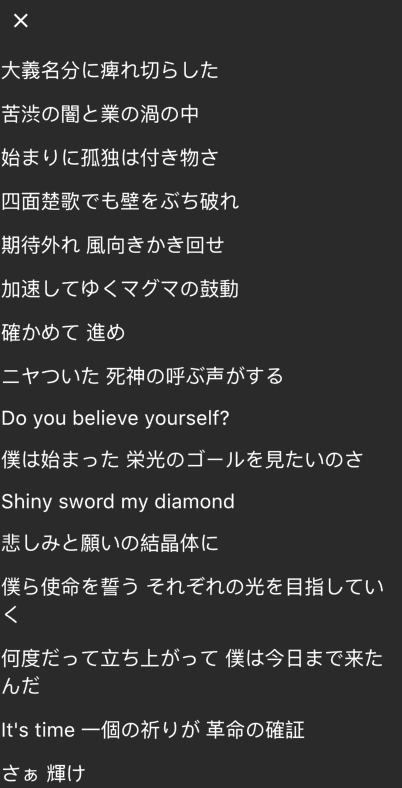 大義名分に痺れ切らした
苦渋の闇と業の渦の中
始まりに孤独は付き物さ
四面楚歌でも壁をぶち破れ
期待外れ 風向きかき回せ
加速してゆくマグマの鼓動
確かめて 進め
ニヤついた 死神の呼ぶ声がする
Do you believe yourself?
僕は始まった 栄光のゴールを見たいのさ
Shiny sword my diamond
悲しみと願いの結晶体に
僕ら使命を誓う それぞれの光を目指してい
く
何度だって立ち上がって 僕は今日まで来た
んだ
It's time 一個の祈りが 革命の確証
さぁ 輝け